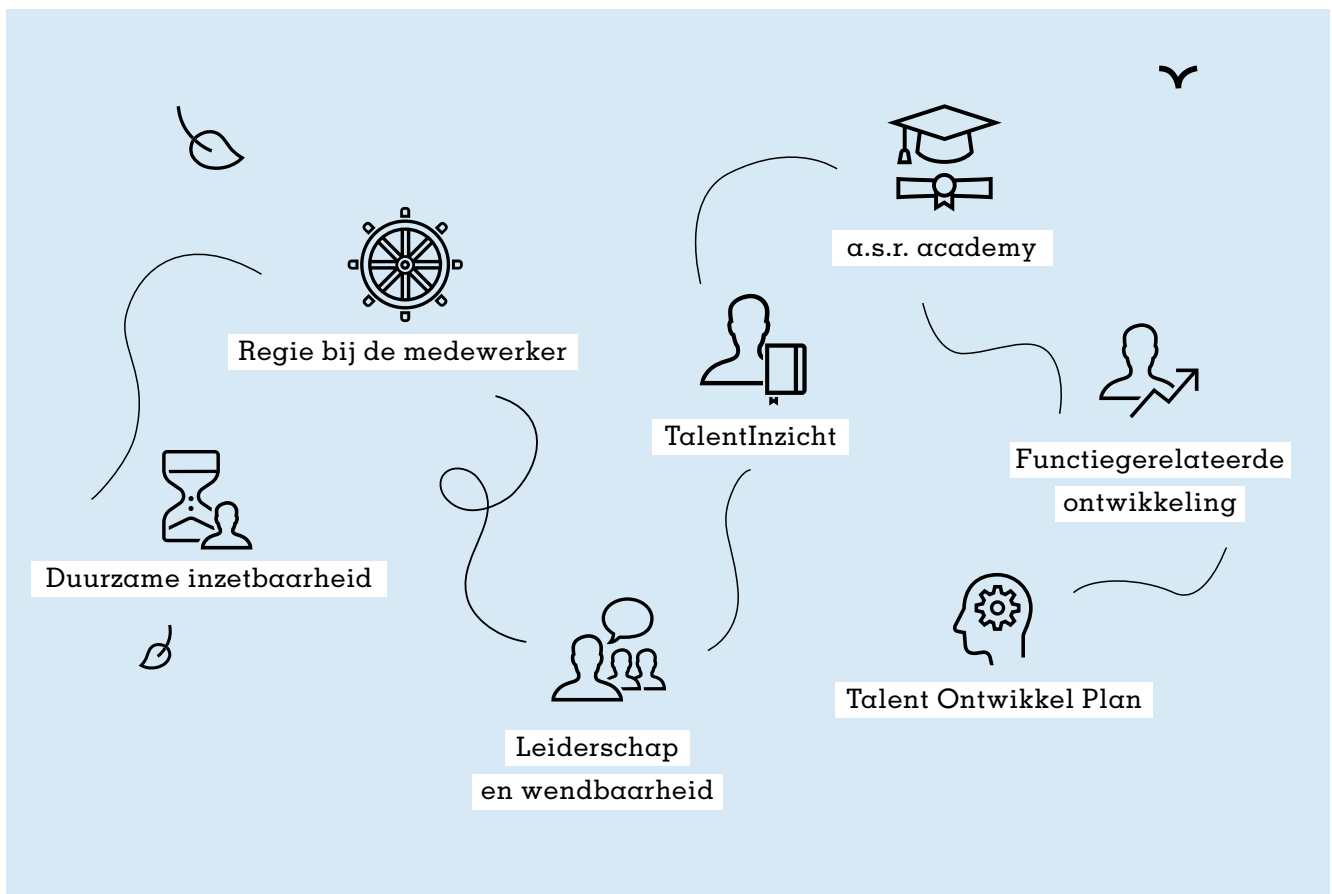 a.s.r. academy
Regie bij de medewerker
TalentInzicht
Functiegerelateerde
ontwikkeling
Duurzame inzetbaarheid
Talent Ontwikkel Plan
Leiderschap
en wendbaarheid